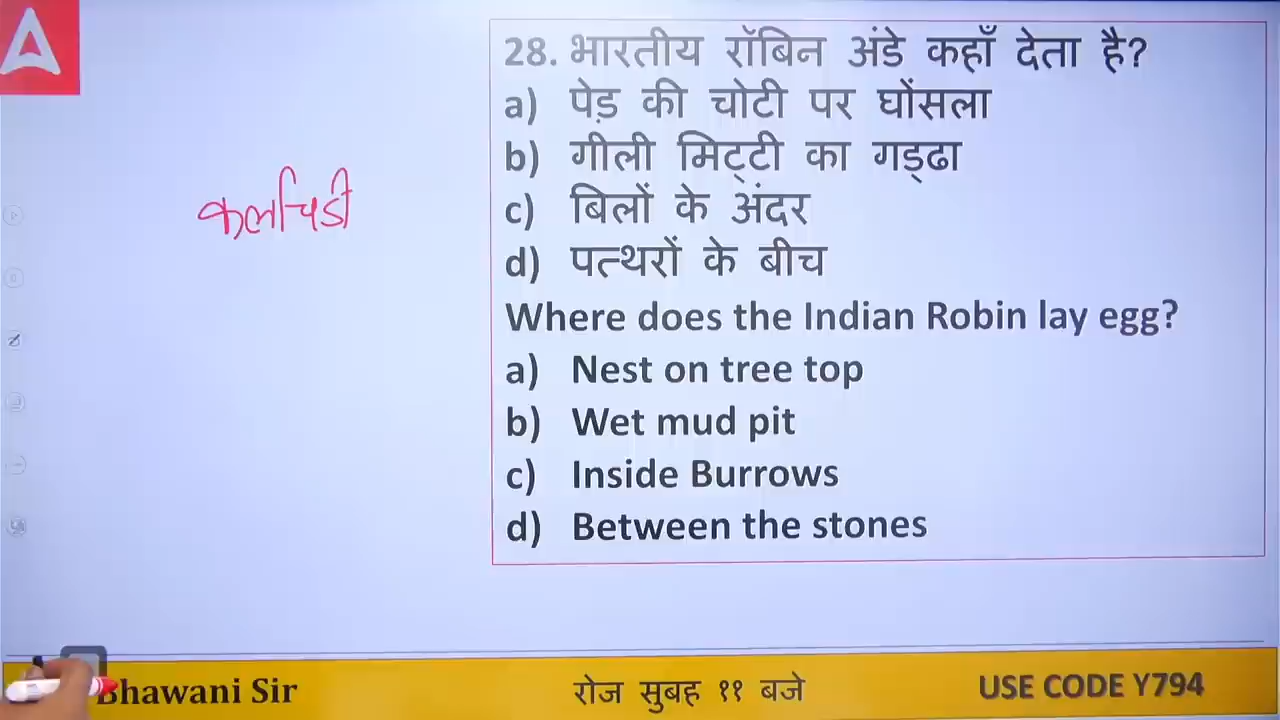 28. भारतीय रॉबिन अंडे कहाँ देता है?
a) पेड़ की चोटी पर घोंसला
b) गीली मिट्टी का गड्ढा
c) बिलों के अंदर
d) पत्थरों के बीच
Where does the Indian Robin lay egg?
a) Nest on tree top
b) Wet mud pit
c) Inside Burrows
d) Between the stones
कलचिडी
Bhawani Sir
रोज सुबह ११ बजे
USE CODE Y794